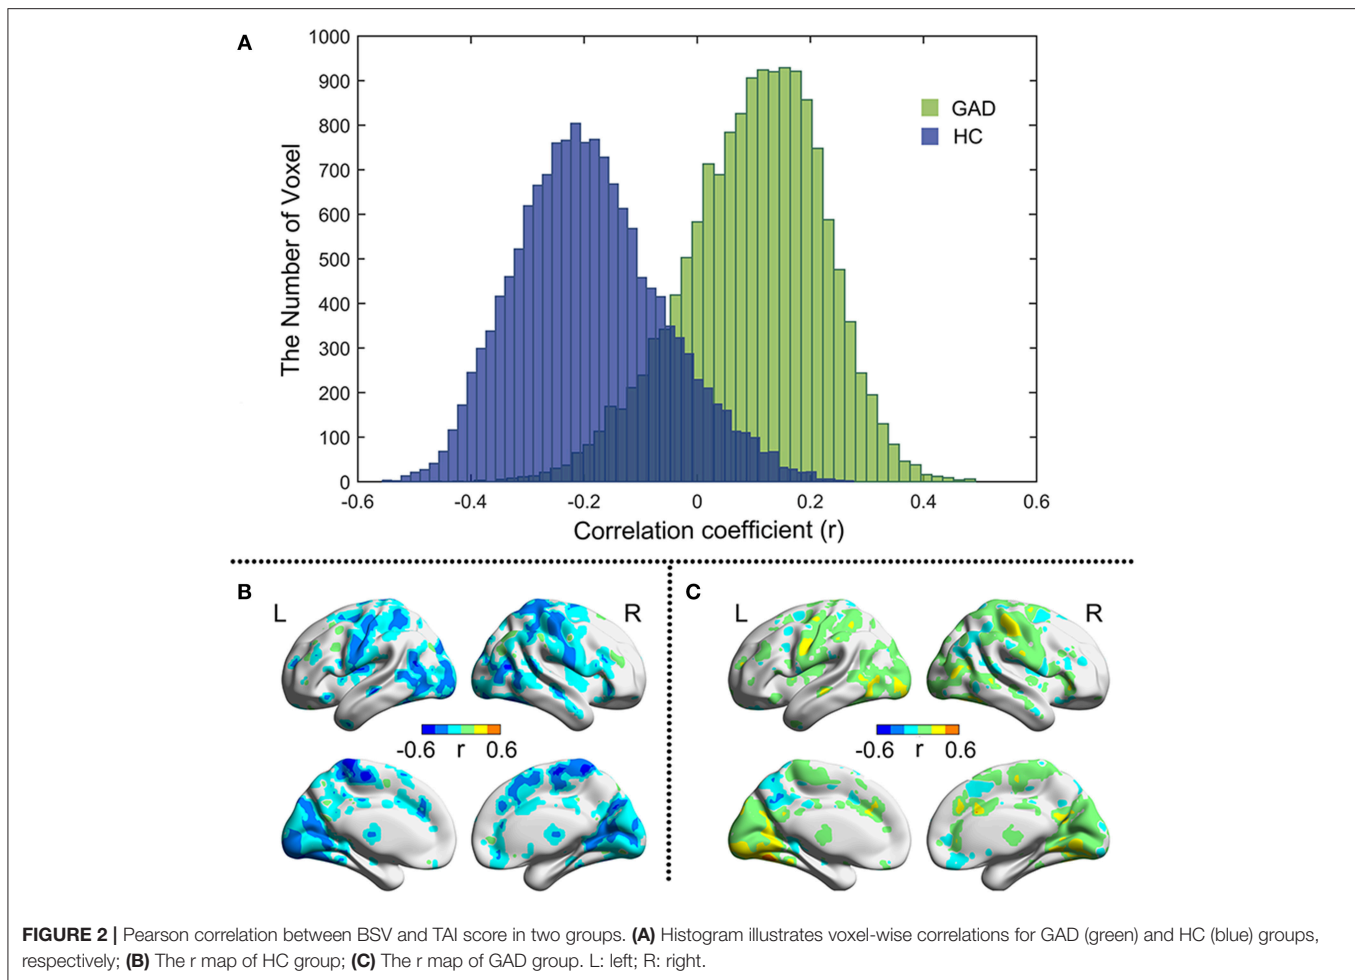 A
1000
900
800
700
600
500
400
300
200
100
0
The Number of Voxel
GAD
HC
-0.6 -0.4 -0.2 0 0.2 0.4 0.6
Correlation coefficient (r)
B
L R
-0.6 r 0.6
C
L R
-0.6 r 0.6
FIGURE 2 | Pearson correlation between BSV and TAI score in two groups. (A) Histogram illustrates voxel-wise correlations for GAD (green) and HC (blue) groups,
respectively; (B) The r map of HC group; (C) The r map of GAD group. L: left; R: right.